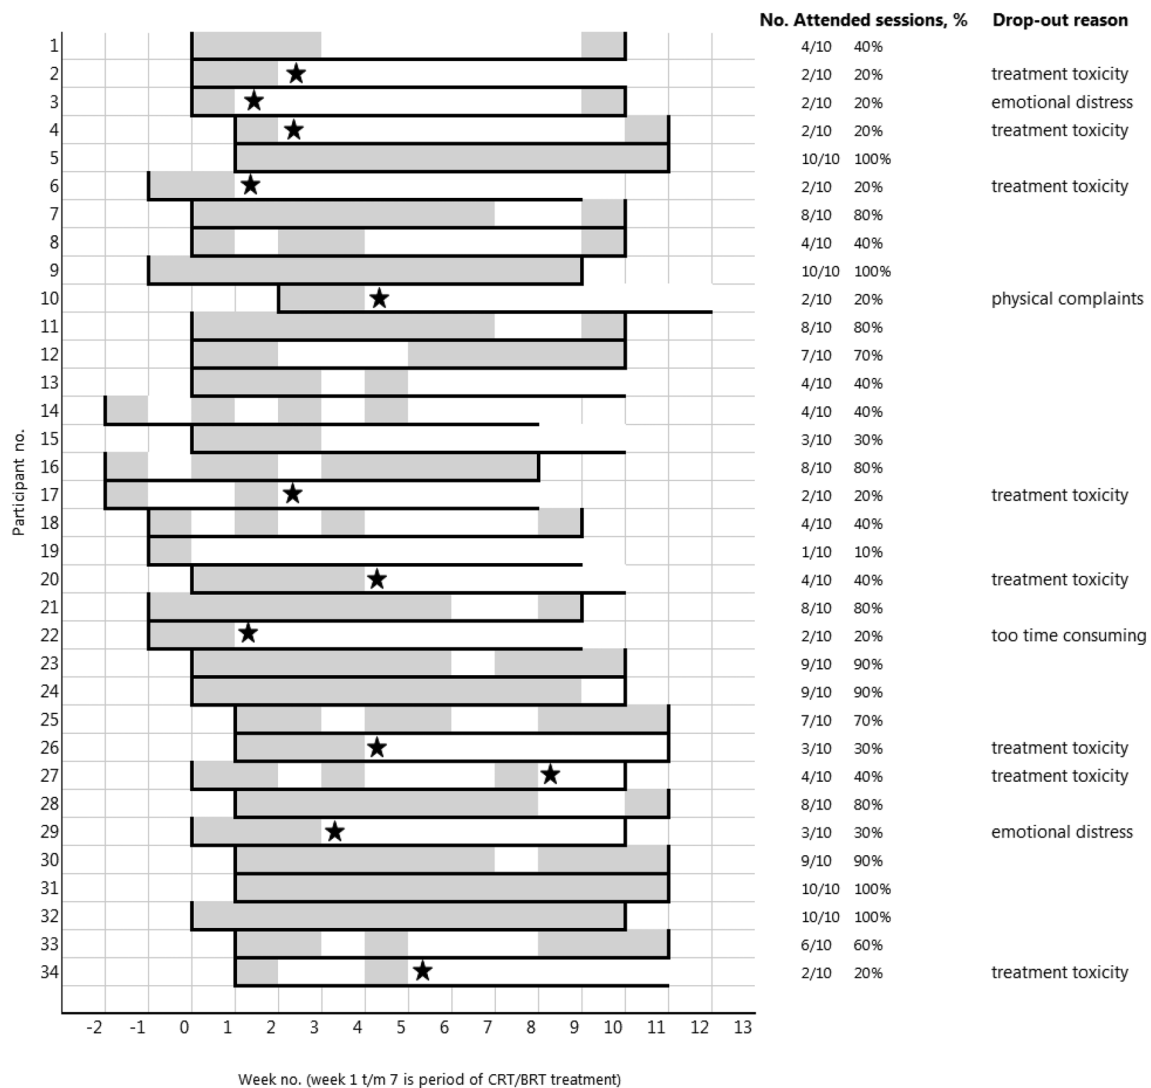 No. Attended sessions, % Drop-out reason
1 4/10 40%
2 2/10 20% treatment toxicity
3 2/10 20% emotional distress
4 2/10 20% treatment toxicity
5 10/10 100%
6 2/10 20% treatment toxicity
7 8/10 80%
8 4/10 40%
9 10/10 100%
10 2/10 20% physical complaints
11 8/10 80%
12 7/10 70%
13 4/10 40%
14 4/10 40%
15 3/10 30%
16 8/10 80%
17 2/10 20% treatment toxicity
18 4/10 40%
19 1/10 10%
20 4/10 40% treatment toxicity
21 8/10 80%
22 2/10 20% too time consuming
23 9/10 90%
24 9/10 90%
25 7/10 70%
26 3/10 30% treatment toxicity
27 4/10 40% treatment toxicity
28 8/10 80%
29 3/10 30% emotional distress
30 9/10 90%
31 10/10 100%
32 10/10 100%
33 6/10 60%
34 2/10 20% treatment toxicity
Participant no.
-2 -1 0 1 2 3 4 5 6 7 8 9 10 11 12 13
Week no. (week 1 t/m 7 is period of CRT/BRT treatment)